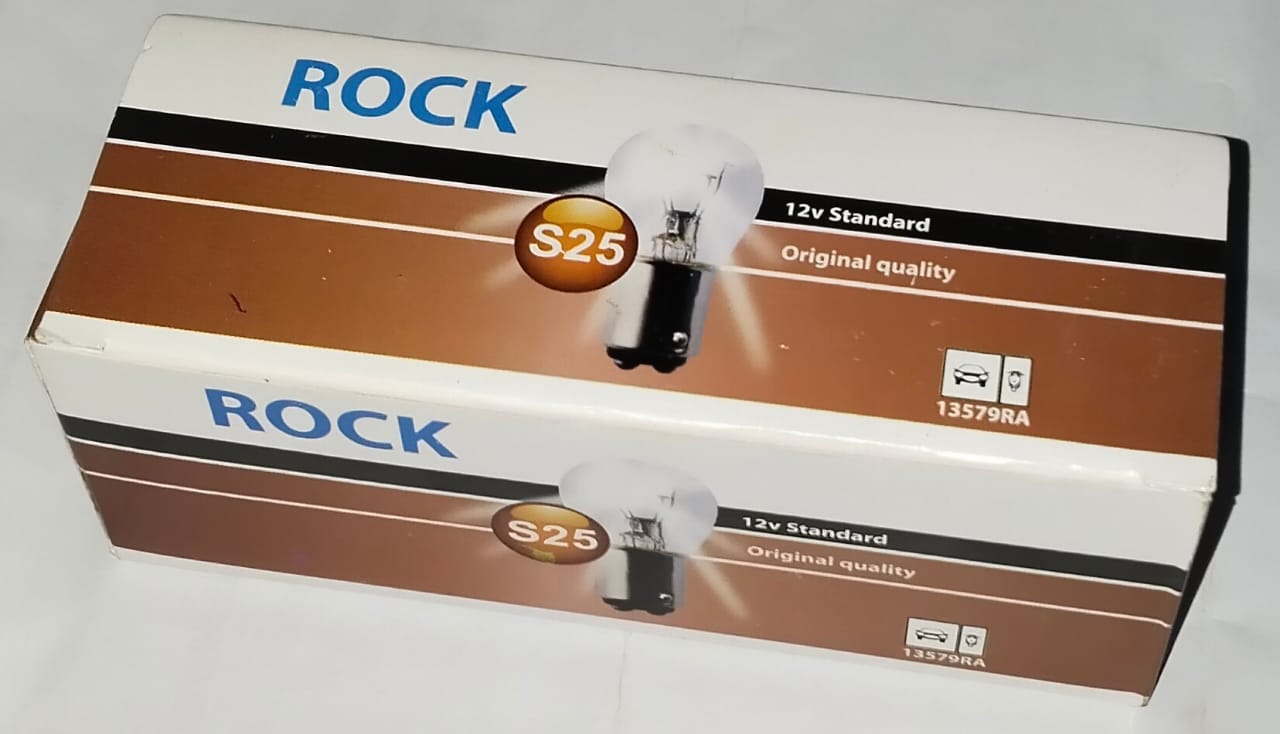 ROCK
S25
12v Standard
Original quality
13579RA
ROCK
S25
12v Standard
Original quality
13579RA